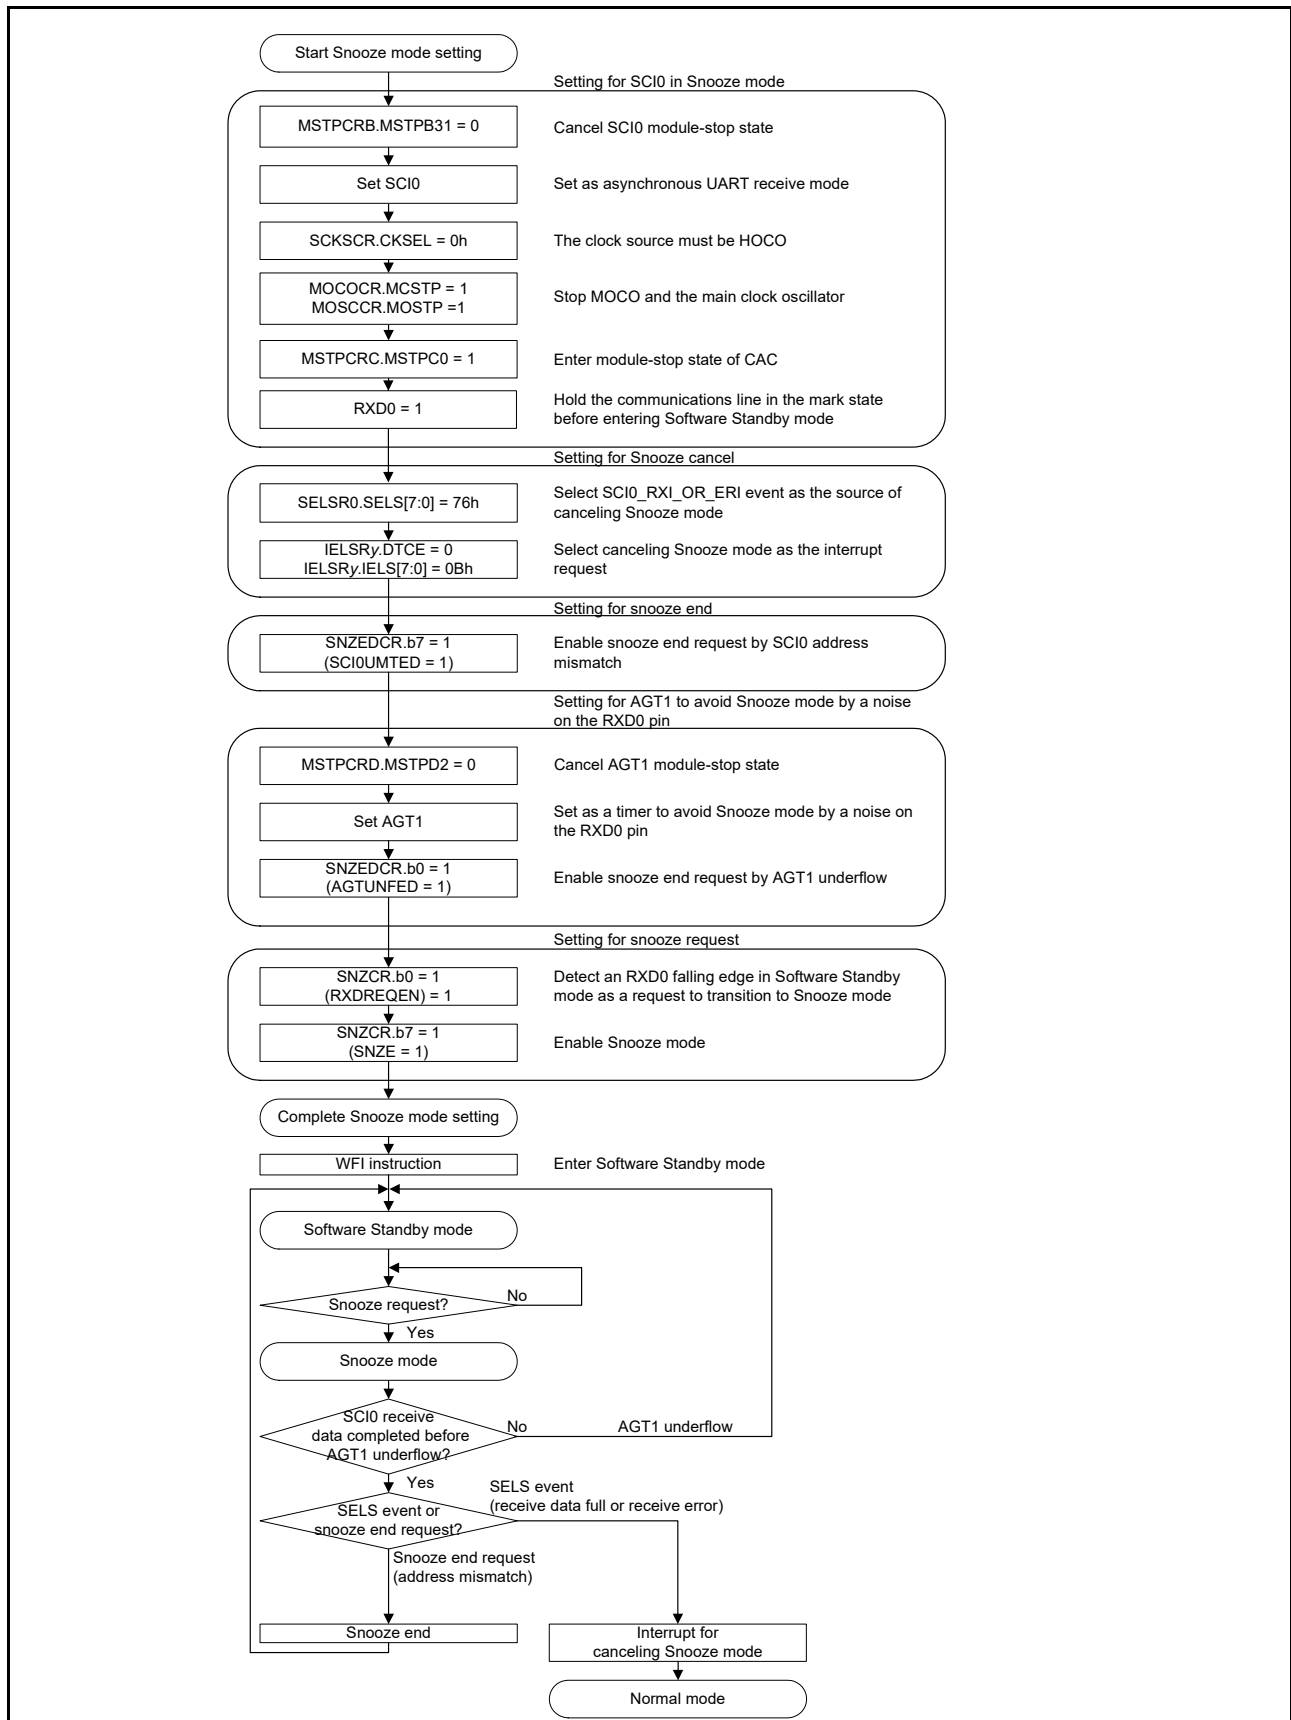 Start Snooze mode setting
Setting for SCI0 in Snooze mode
MSTPCRB.MSTPB31 = 0
Cancel SCI0 module-stop state
Set SCI0
Set as asynchronous UART receive mode
SCKSCR.CKSEL = 0h
The clock source must be HOCO
MOCOCR.MCSTP = 1
MOSCCR.MOSTP =1
Stop MOCO and the main clock oscillator
MSTPCRC.MSTPC0 = 1
Enter module-stop state of CAC
RXD0 = 1
Hold the communications line in the mark state
before entering Software Standby mode
Setting for Snooze cancel
SELSR0.SELS[7:0] = 76h
Select SCI0_RXI_OR_ERI event as the source of
canceling Snooze mode
IELSRy.DTCE = 0
IELSRy.IELS[7:0] = 0Bh
Select canceling Snooze mode as the interrupt
request
Setting for snooze end
SNZEDCR.b7 = 1
(SCI0UMTED = 1)
Enable snooze end request by SCI0 address
mismatch
Setting for AGT1 to avoid Snooze mode by a noise
on the RXD0 pin
MSTPCRD.MSTPD2 = 0
Cancel AGT1 module-stop state
Set AGT1
Set as a timer to avoid Snooze mode by a noise on
the RXD0 pin
SNZEDCR.b0 = 1
(AGTUNFED = 1)
Enable snooze end request by AGT1 underflow
Setting for snooze request
SNZCR.b0 = 1
(RXDREQEN) = 1
Detect an RXD0 falling edge in Software Standby
mode as a request to transition to Snooze mode
SNZCR.b7 = 1
(SNZE = 1)
Enable Snooze mode
Complete Snooze mode setting
WFI instruction
Enter Software Standby mode
Software Standby mode
Snooze request?
No
Yes
Snooze mode
SCI0 receive
data completed before
AGT1 underflow?
No
AGT1 underflow
Yes
SELS event or
snooze end request?
SELS event
(receive data full or receive error)
Snooze end request
(address mismatch)
Snooze end
Interrupt for
canceling Snooze mode
Normal mode